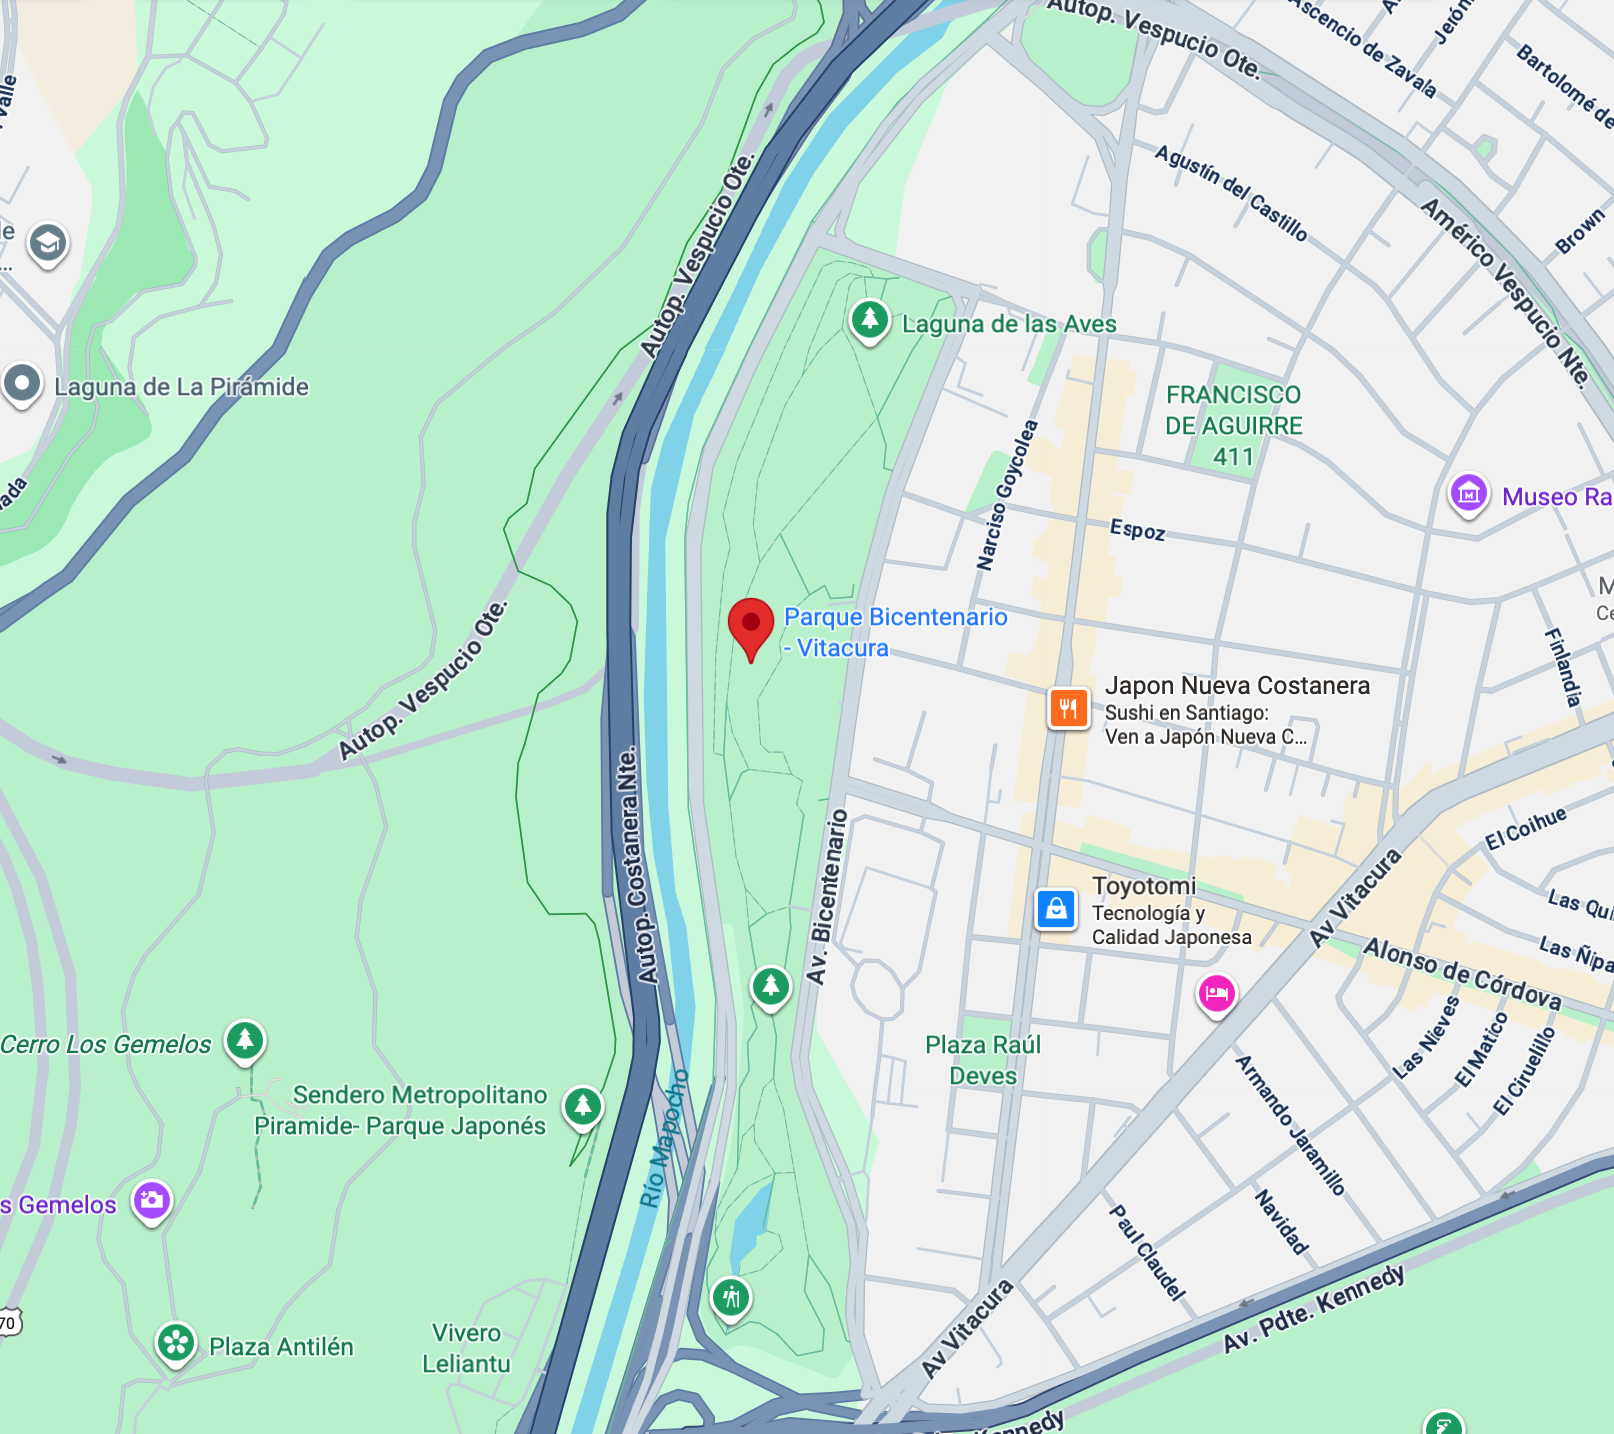 Autop. Vespucio Ote.
Ascencio de Zavala
Bartolomé de
Agustín del Castillo
Américo Vespucio Nte.
Brown
Autop. Vespucio Ote.
Laguna de las Aves
Laguna de La Pirámide
FRANCISCO
DE AGUIRRE
411
Narciso Goycolea
Museo Ra
Espoz
Parque Bicentenario
- Vitacura
Autop. Vespucio Ote.
Finlandia
Japon Nueva Costanera
Sushi en Santiago:
Ven a Japón Nueva C...
Autop. Costanera Nte.
Av. Bicentenario
El Coihue
Av Vitacura
Toyotomi
Tecnología y
Calidad Japonesa
Las Qui
Las Ñipa
Alonso de Córdova
Cerro Los Gemelos
Plaza Raúl
Deves
Las Nieves
El Matico
El Ciruelillo
Sendero Metropolitano
Piramide- Parque Japonés
Río Mapocho
Armando Jaramillo
s Gemelos
Navidad
Paul Claudel
70
Plaza Antilén
Vivero
Leliantu
Av Vitacura
Av. Pdte. Kennedy
Kennedy